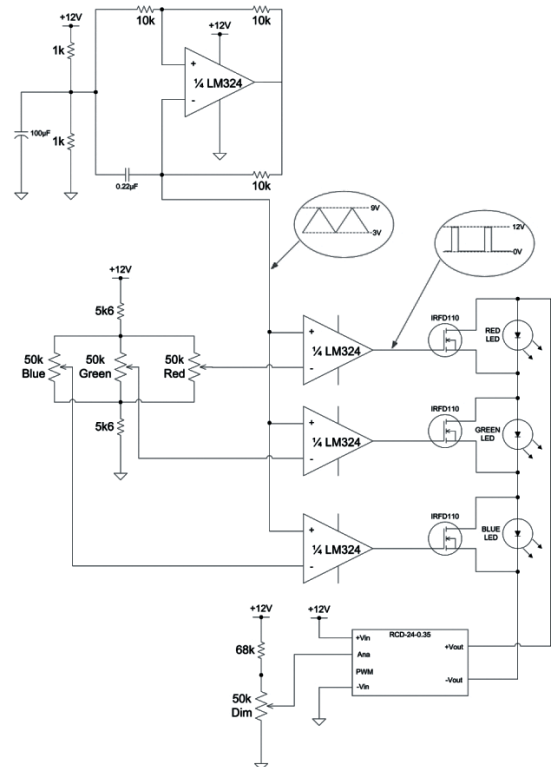 +12V
10k
10k
+12V
1k
+
¼ LM324
-
100µF
1k
0.22µF
10k
9V
3V
12V
0V
+12V
5k6
50k
Blue
50k
Green
50k
Red
5k6
+
¼ LM324
-
IRFD110
RED
LED
+
¼ LM324
-
IRFD110
GREEN
LED
+
¼ LM324
-
IRFD110
BLUE
LED
+12V
+12V
68k
50k
Dim
RCD-24-0.35
+Vin
Ana
PWM
-Vin
+Vout
-Vout